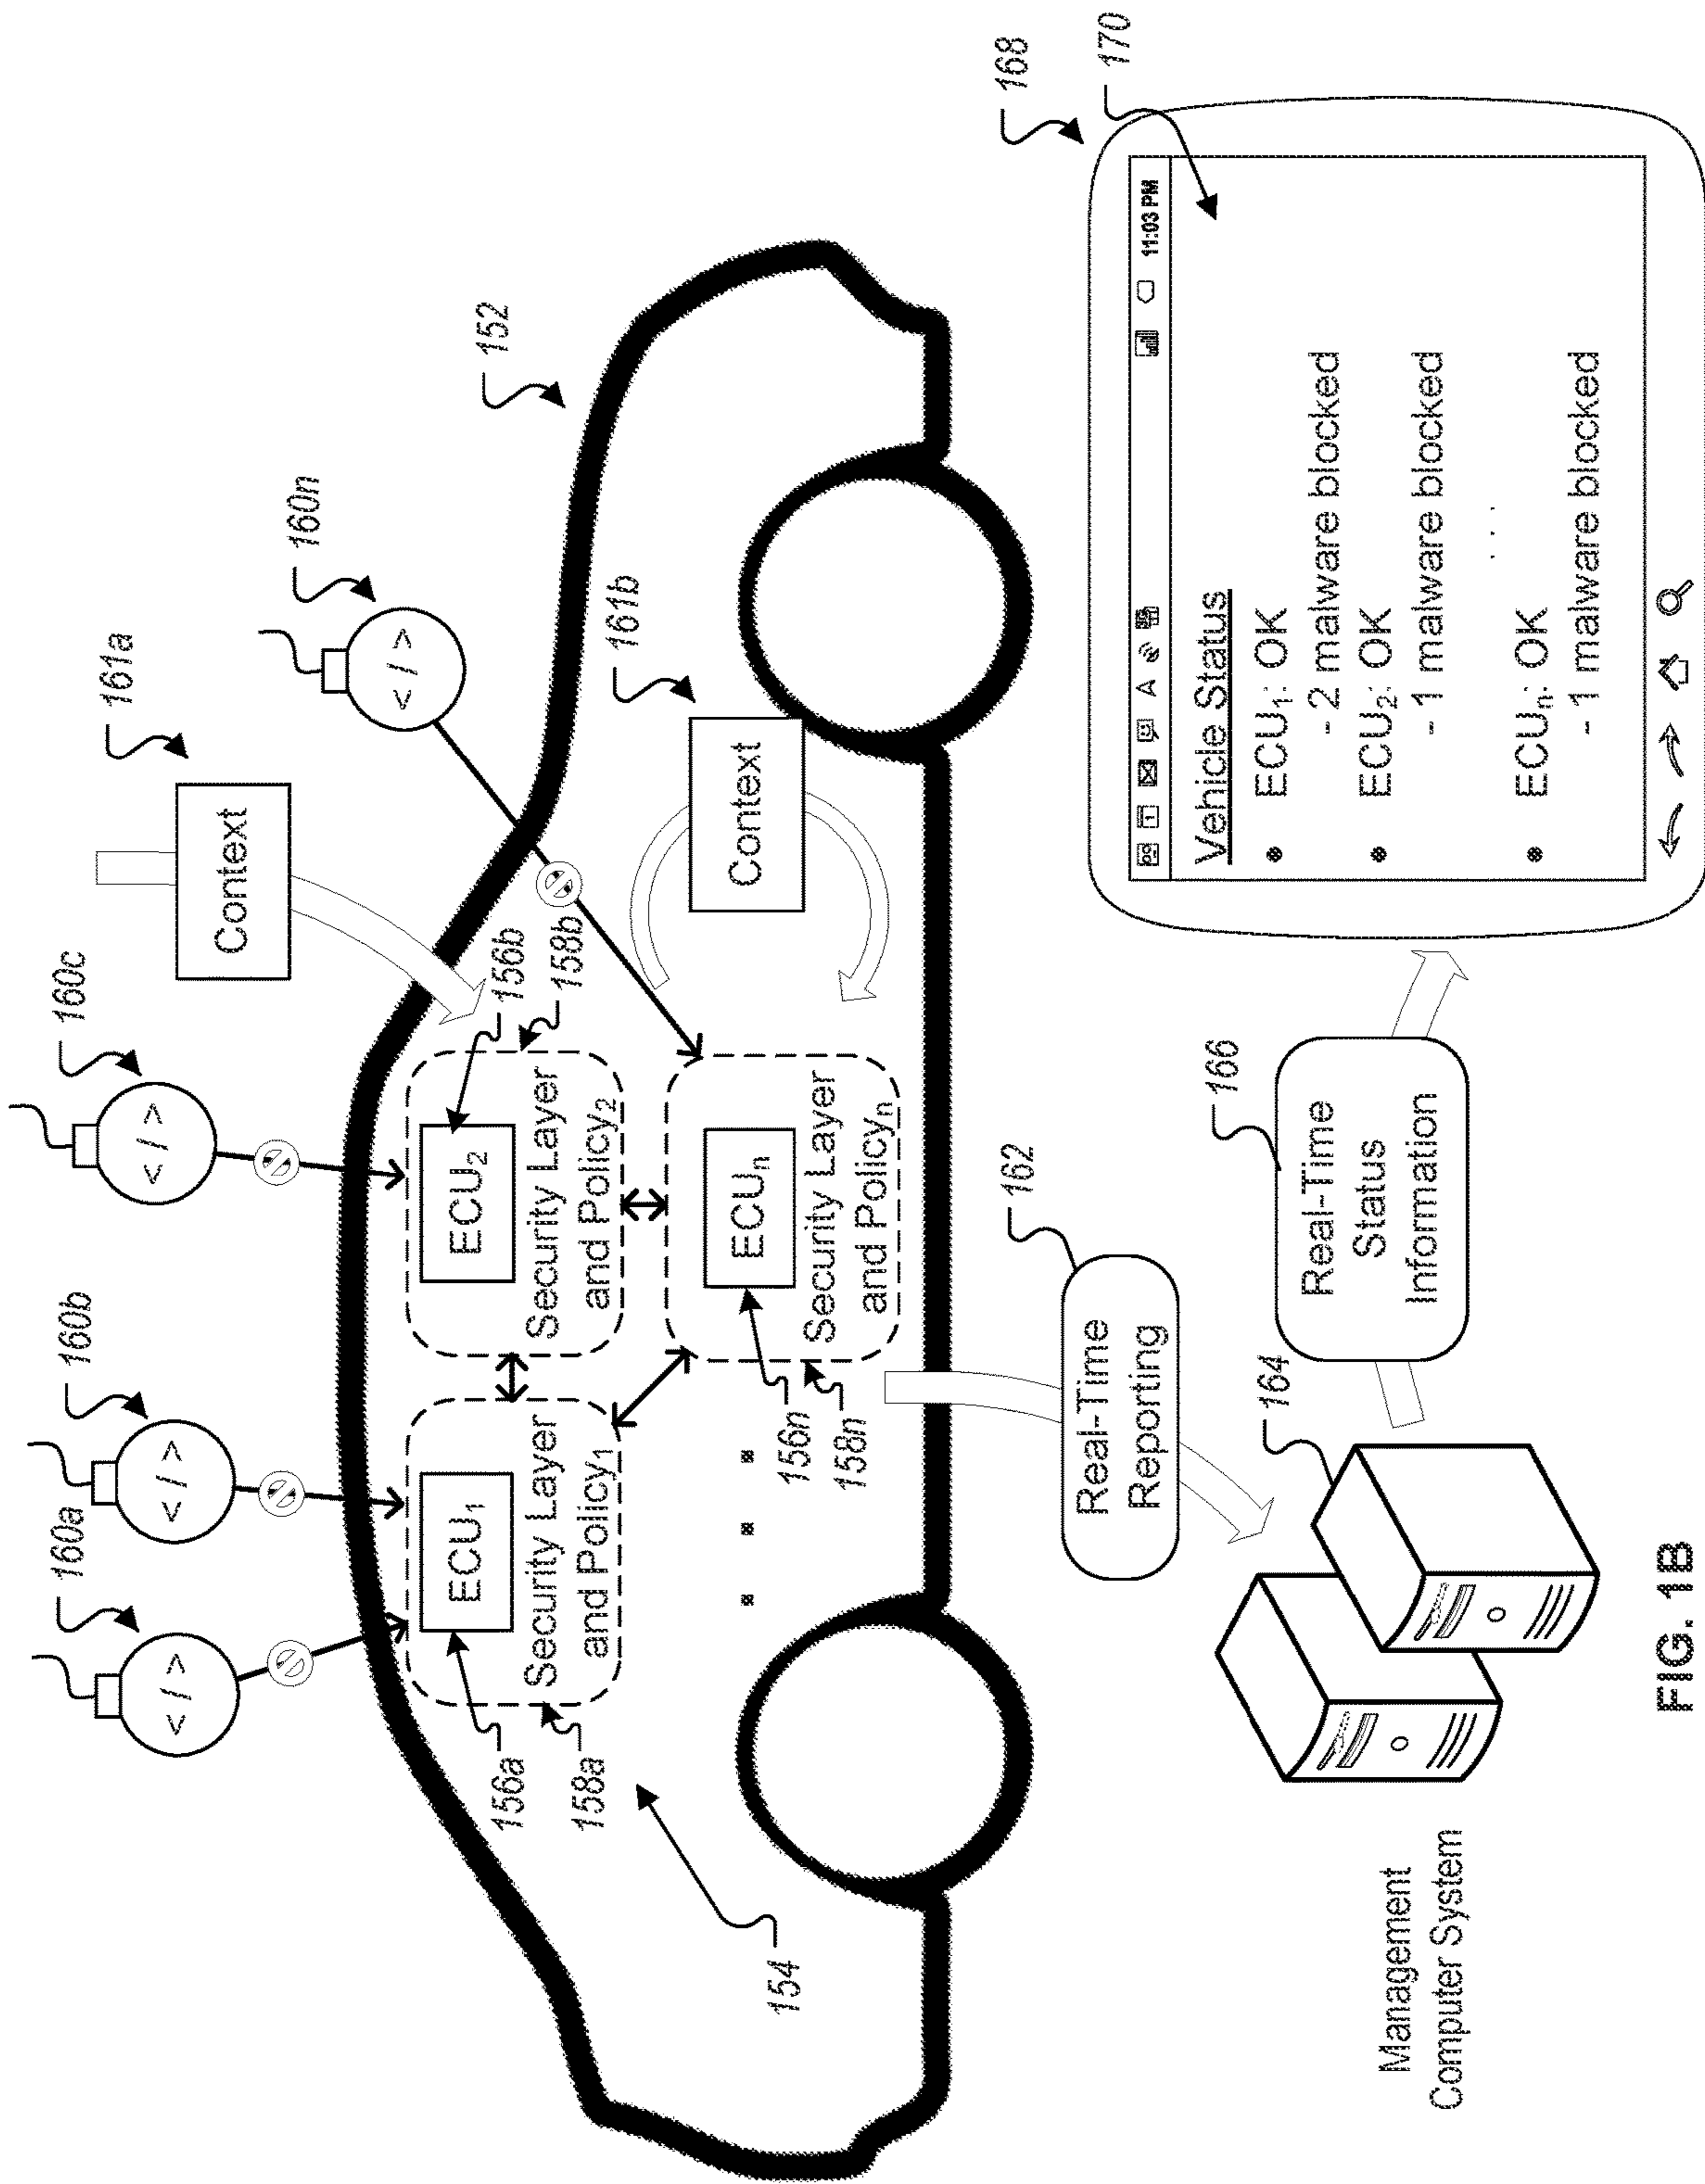 160a
160b
160c
161a
Context
160n
</>
</>
</>
</>
152
ECU1
Security Layer
and Policy1
ECU2
Security Layer
and Policy2
156b
158b
161b
Context
156a
158a
ECUn
Security Layer
and Policyn
156n
158n
154
162
Real-Time
Reporting
164
Management
Computer System
166
Real-Time
Status
Information
168
170
11:03 PM
Vehicle Status
• ECU1: OK
- 2 malware blocked
• ECU2: OK
- 1 malware blocked
. . .
• ECUn: OK
- 1 malware blocked
FIG. 1B